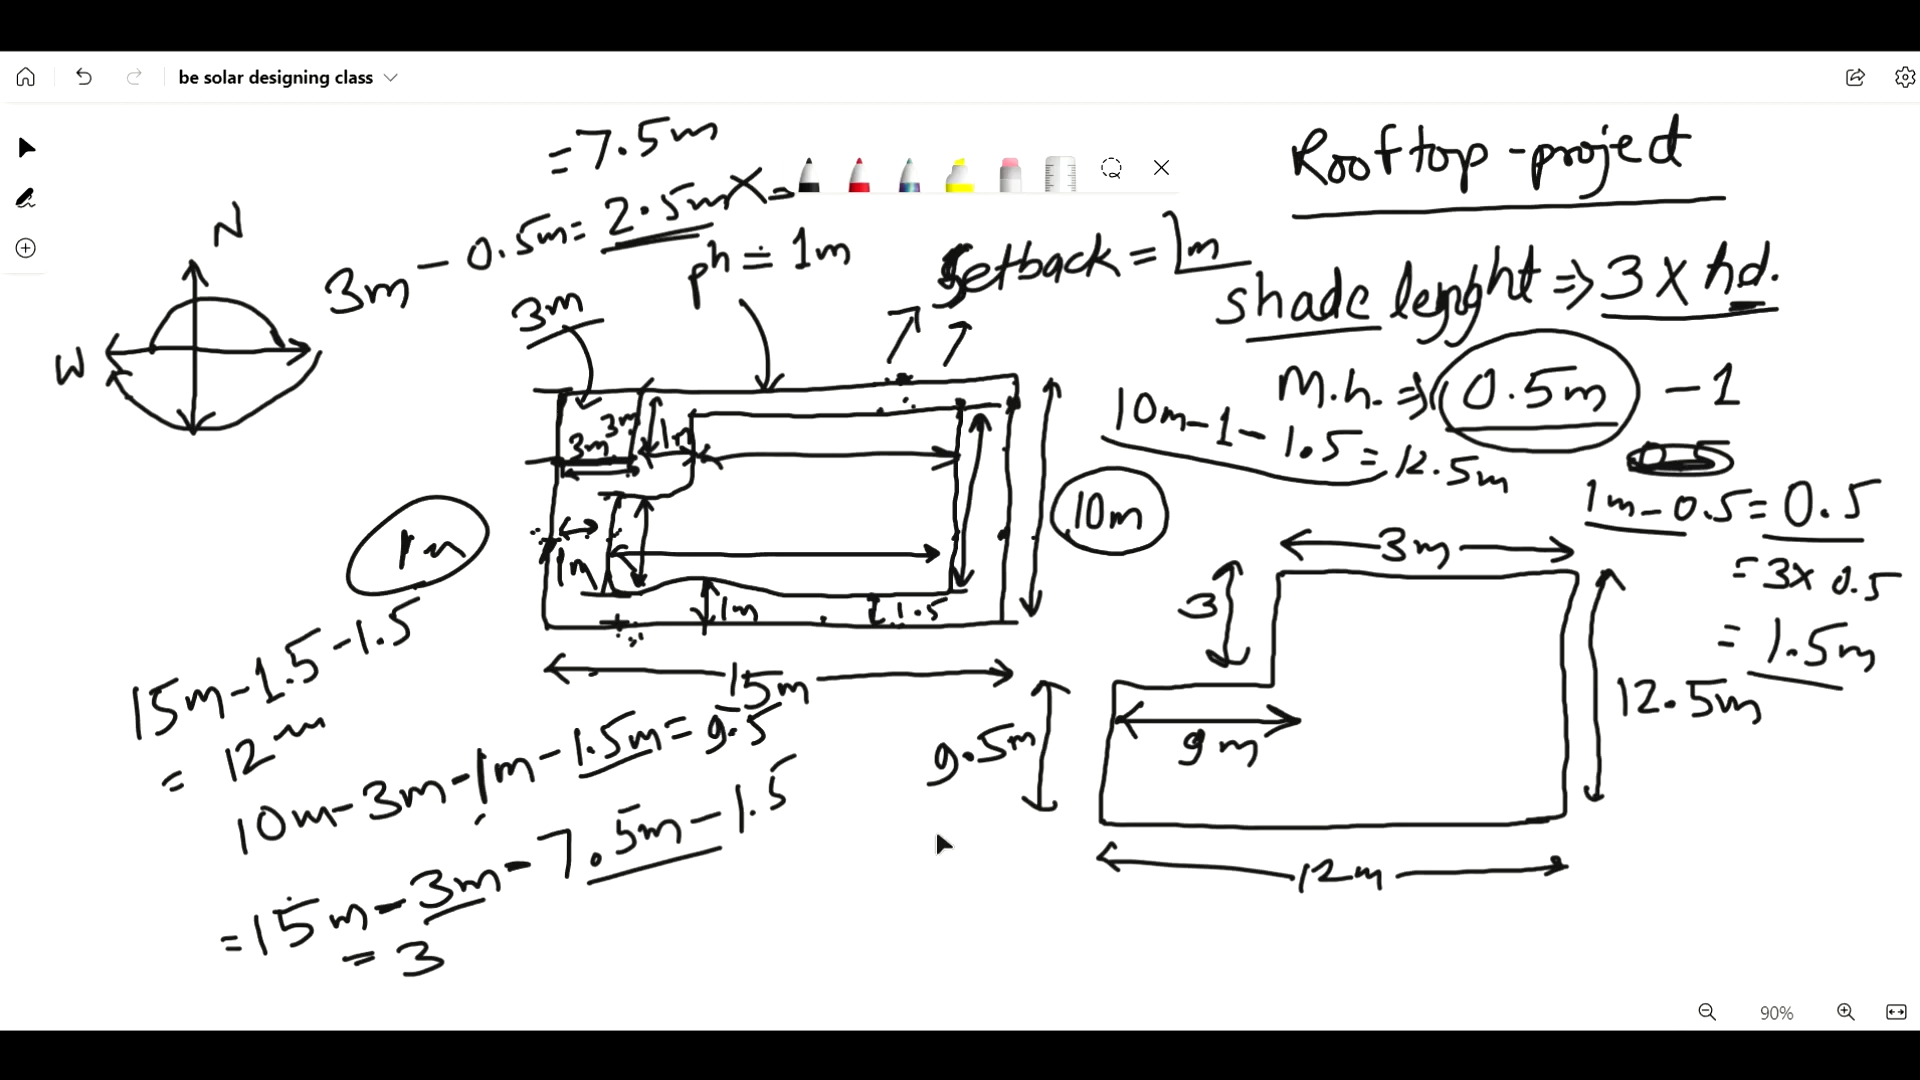 be solar designing class
= 7.5m
Rooftop-project
3m - 0.5m = 2.5m X =
N
ph = 1m
Setback = 1m
shade lenght => 3 X hd.
3m
W
M.h. => 0.5m - 1
10m - 1 - 1.5 = 12.5m
3m
3m
1m
10m
1m - 0.5 = 0.5
1m
1m
3m
= 3 x 0.5
1m
1.5
3
= 1.5m
15m - 1.5 - 1.5
= 12m
15m
12.5m
10m - 3m - 1m - 1.5m = 9.5
9.5m
9m
= 15m - 3m - 7.5m - 1.5
= 3
12m
90%